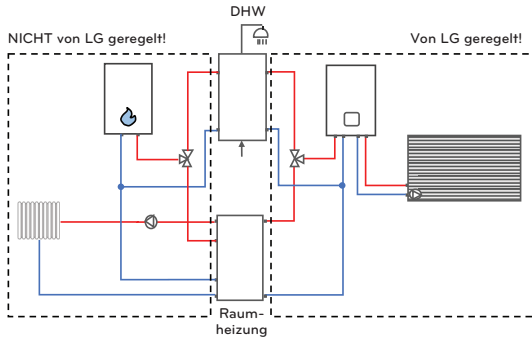 DHW
NICHT von LG geregelt!
Von LG geregelt!
Raum-
heizung